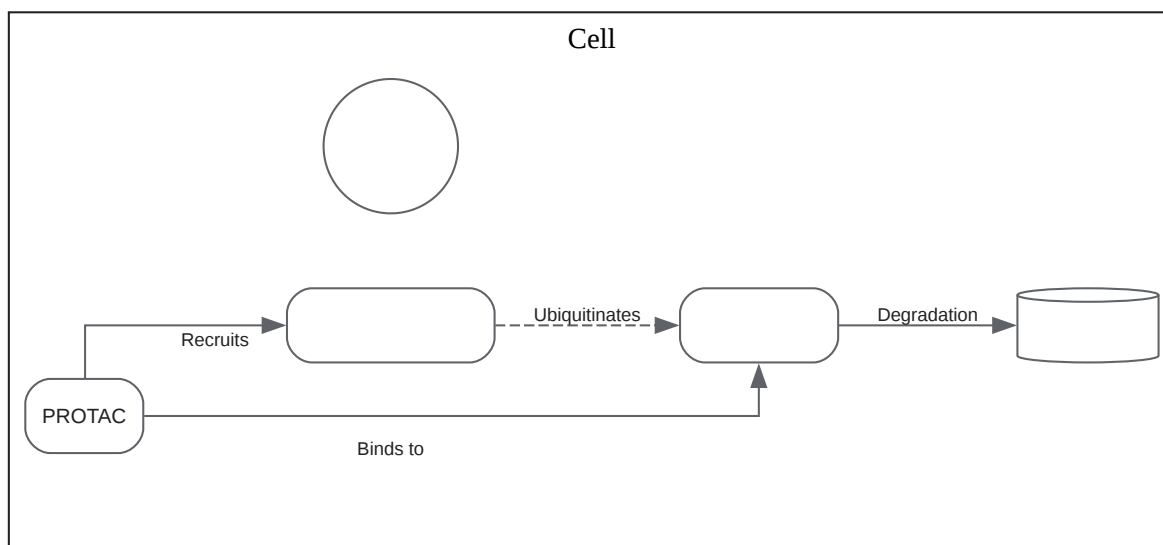 Cell
Ubiquitinates
Degradation
Recruits
PROTAC
Binds to